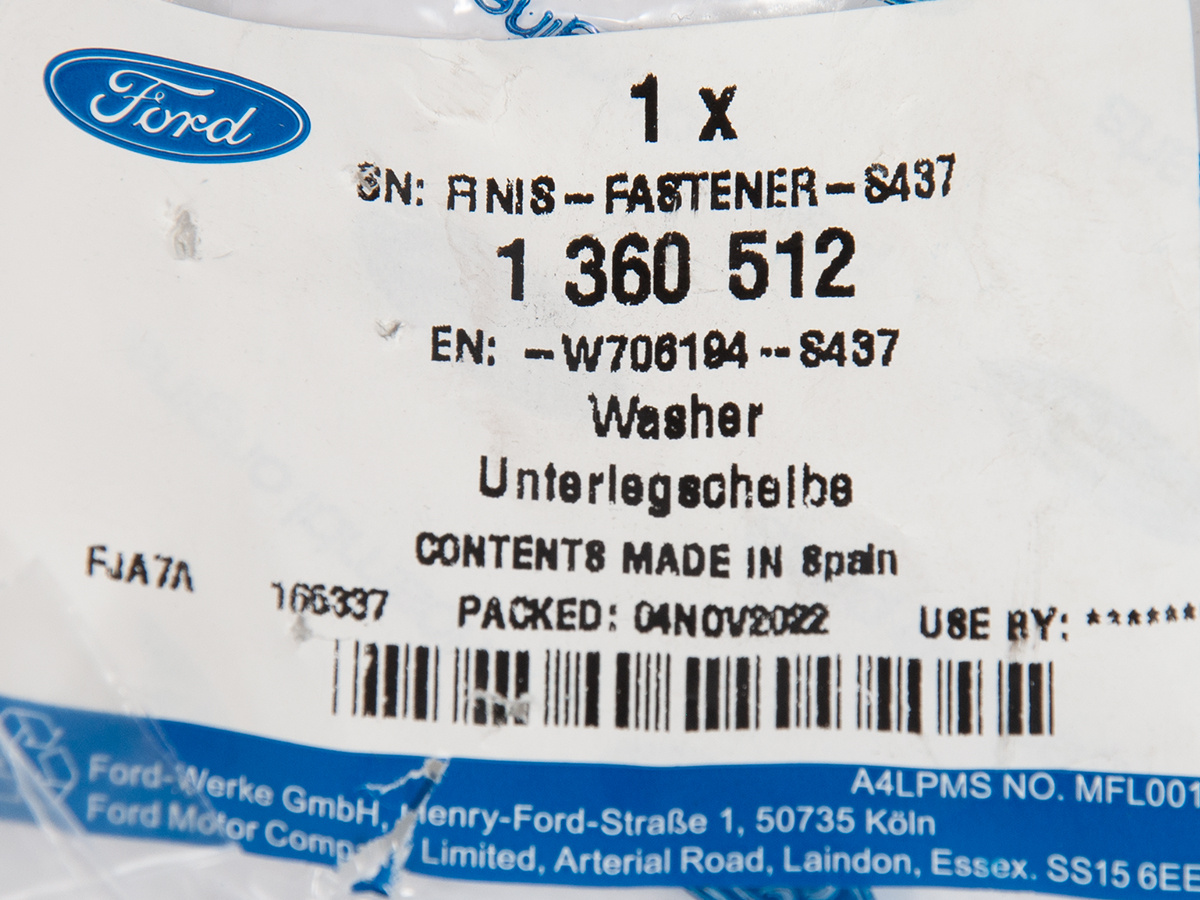 Ford
1 x
SN: FINIS-FASTENER-S437
1 360 512
EN: -W706194--S437
Washer
Unterlegscheibe
CONTENTS MADE IN Spain
FJA7A
166337 PACKED: 04NOV2022 USE BY: ******
A4LPMS NO. MFL001
Ford-Werke GmbH, Henry-Ford-Straße 1, 50735 Köln
Ford Motor Company Limited, Arterial Road, Laindon, Essex. SS15 6EE